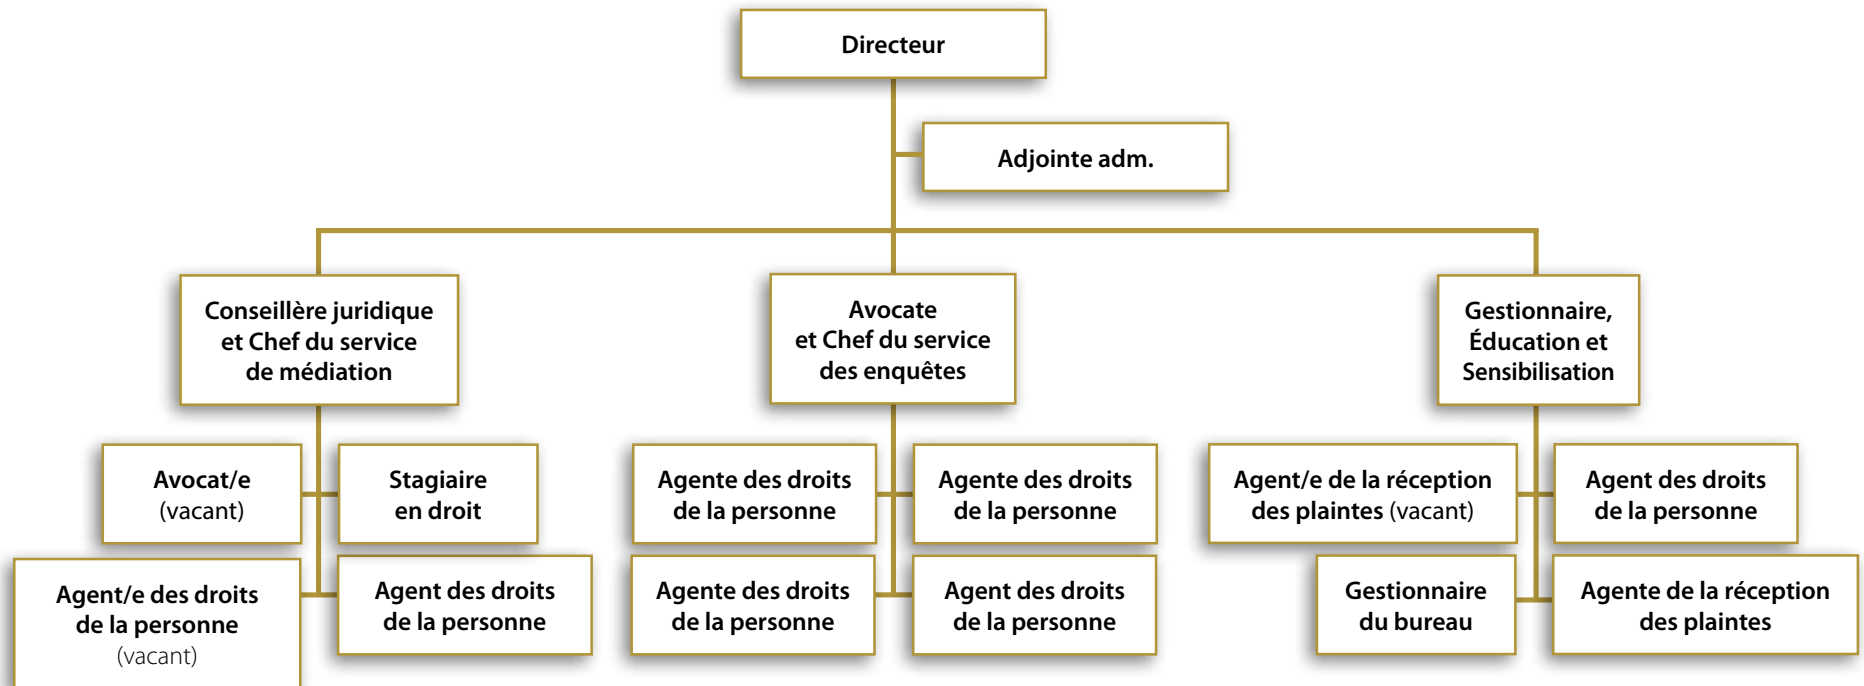 Directeur
Adjointe adm.
Conseillère juridique
et Chef du service
de médiation
Avocate
et Chef du service
des enquêtes
Gestionnaire,
Éducation et
Sensibilisation
Avocat/e
(vacant)
Stagiaire
en droit
Agente des droits
de la personne
Agente des droits
de la personne
Agent/e de la réception
des plaintes (vacant)
Agent des droits
de la personne
Agent/e des droits
de la personne
(vacant)
Agent des droits
de la personne
Agente des droits
de la personne
Agent des droits
de la personne
Gestionnaire
du bureau
Agente de la réception
des plaintes